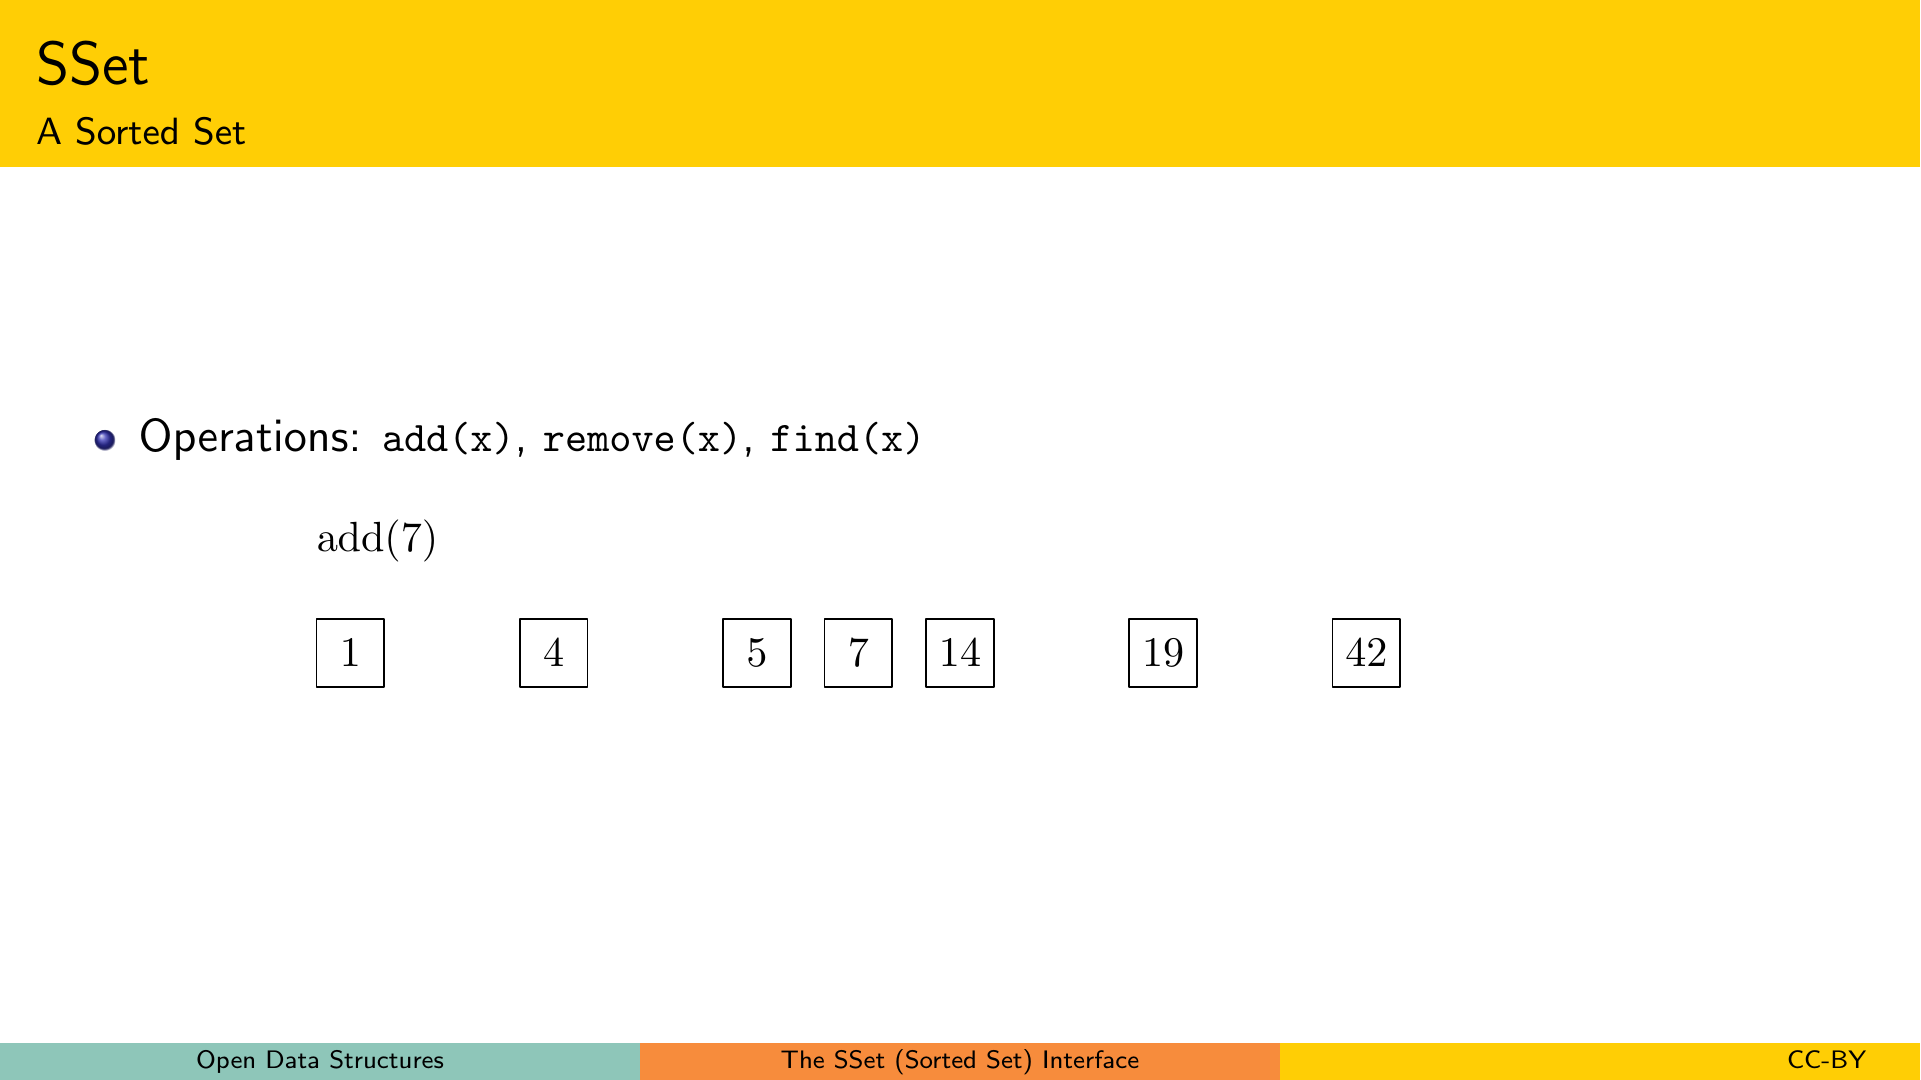 SSet
A Sorted Set
Operations: add(x), remove(x), find(x)
add(7)
1 4 5 7 14 19 42
Open Data Structures The SSet (Sorted Set) Interface CC-BY